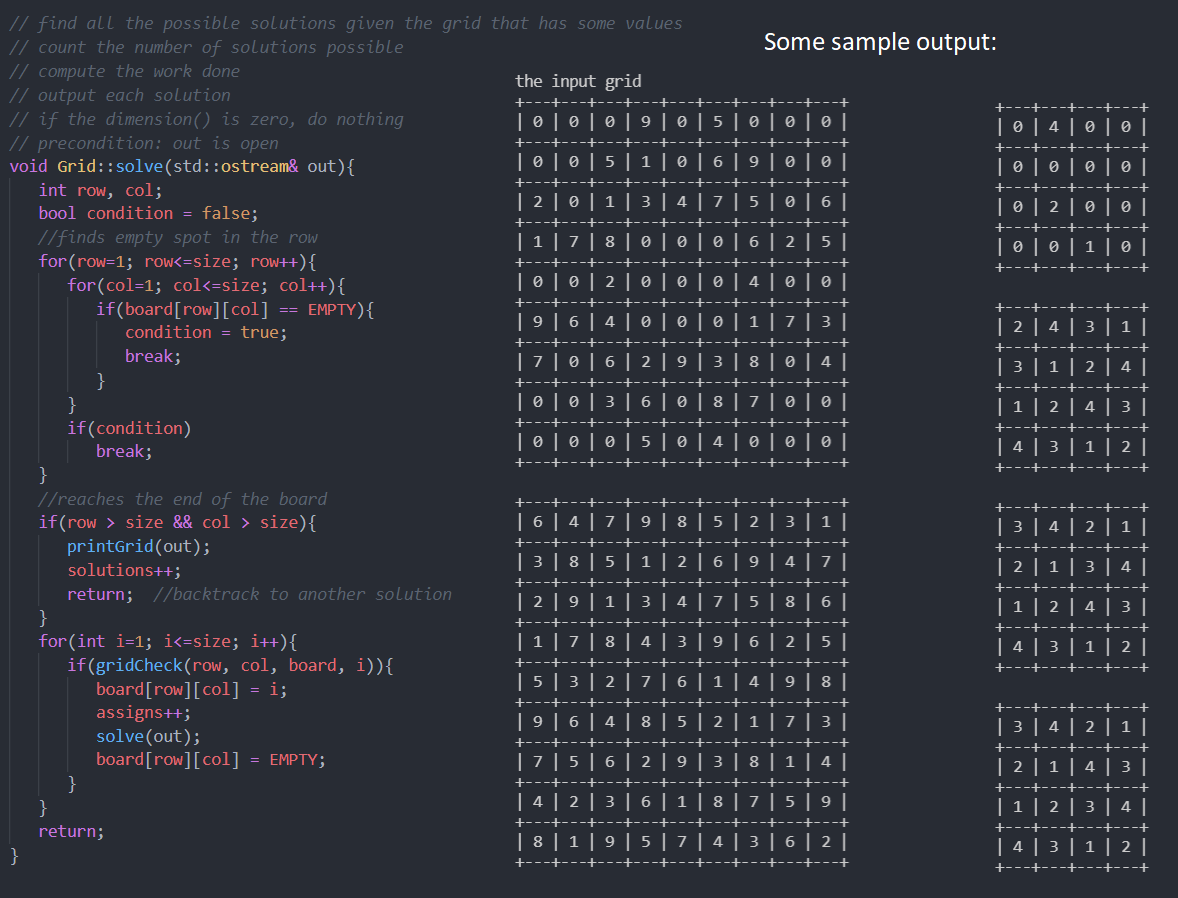 // find all the possible solutions given the grid that has some values
// count the number of solutions possible
// compute the work done
// output each solution
// if the dimension() is zero, do nothing
// precondition: out is open
void Grid::solve(std::ostream& out){
   int row, col;
   bool condition = false;
   //finds empty spot in the row
   for(row=1; row<=size; row++){
      for(col=1; col<=size; col++){
         if(board[row][col] == EMPTY){
            condition = true;
            break;
         }
      }
      if(condition)
         break;
   }
   //reaches the end of the board
   if(row > size && col > size){
      printGrid(out);
      solutions++;
      return;  //backtrack to another solution
   }
   for(int i=1; i<=size; i++){
      if(gridCheck(row, col, board, i)){
         board[row][col] = i;
         assigns++;
         solve(out);
         board[row][col] = EMPTY;
      }
   }
   return;
}
Some sample output:
the input grid
+---+---+---+---+---+---+---+---+---+
| 0 | 0 | 0 | 9 | 0 | 5 | 0 | 0 | 0 |
+---+---+---+---+---+---+---+---+---+
| 0 | 0 | 5 | 1 | 0 | 6 | 9 | 0 | 0 |
+---+---+---+---+---+---+---+---+---+
| 2 | 0 | 1 | 3 | 4 | 7 | 5 | 0 | 6 |
+---+---+---+---+---+---+---+---+---+
| 1 | 7 | 8 | 0 | 0 | 0 | 6 | 2 | 5 |
+---+---+---+---+---+---+---+---+---+
| 0 | 0 | 2 | 0 | 0 | 0 | 4 | 0 | 0 |
+---+---+---+---+---+---+---+---+---+
| 9 | 6 | 4 | 0 | 0 | 0 | 1 | 7 | 3 |
+---+---+---+---+---+---+---+---+---+
| 7 | 0 | 6 | 2 | 9 | 3 | 8 | 0 | 4 |
+---+---+---+---+---+---+---+---+---+
| 0 | 0 | 3 | 6 | 0 | 8 | 7 | 0 | 0 |
+---+---+---+---+---+---+---+---+---+
| 0 | 0 | 0 | 5 | 0 | 4 | 0 | 0 | 0 |
+---+---+---+---+---+---+---+---+---+
+---+---+---+---+---+---+---+---+---+
| 6 | 4 | 7 | 9 | 8 | 5 | 2 | 3 | 1 |
+---+---+---+---+---+---+---+---+---+
| 3 | 8 | 5 | 1 | 2 | 6 | 9 | 4 | 7 |
+---+---+---+---+---+---+---+---+---+
| 2 | 9 | 1 | 3 | 4 | 7 | 5 | 8 | 6 |
+---+---+---+---+---+---+---+---+---+
| 1 | 7 | 8 | 4 | 3 | 9 | 6 | 2 | 5 |
+---+---+---+---+---+---+---+---+---+
| 5 | 3 | 2 | 7 | 6 | 1 | 4 | 9 | 8 |
+---+---+---+---+---+---+---+---+---+
| 9 | 6 | 4 | 8 | 5 | 2 | 1 | 7 | 3 |
+---+---+---+---+---+---+---+---+---+
| 7 | 5 | 6 | 2 | 9 | 3 | 8 | 1 | 4 |
+---+---+---+---+---+---+---+---+---+
| 4 | 2 | 3 | 6 | 1 | 8 | 7 | 5 | 9 |
+---+---+---+---+---+---+---+---+---+
| 8 | 1 | 9 | 5 | 7 | 4 | 3 | 6 | 2 |
+---+---+---+---+---+---+---+---+---+
+---+---+---+---+
| 0 | 4 | 0 | 0 |
+---+---+---+---+
| 0 | 0 | 0 | 0 |
+---+---+---+---+
| 0 | 2 | 0 | 0 |
+---+---+---+---+
| 0 | 0 | 1 | 0 |
+---+---+---+---+
+---+---+---+---+
| 2 | 4 | 3 | 1 |
+---+---+---+---+
| 3 | 1 | 2 | 4 |
+---+---+---+---+
| 1 | 2 | 4 | 3 |
+---+---+---+---+
| 4 | 3 | 1 | 2 |
+---+---+---+---+
+---+---+---+---+
| 3 | 4 | 2 | 1 |
+---+---+---+---+
| 2 | 1 | 3 | 4 |
+---+---+---+---+
| 1 | 2 | 4 | 3 |
+---+---+---+---+
| 4 | 3 | 1 | 2 |
+---+---+---+---+
+---+---+---+---+
| 3 | 4 | 2 | 1 |
+---+---+---+---+
| 2 | 1 | 4 | 3 |
+---+---+---+---+
| 1 | 2 | 3 | 4 |
+---+---+---+---+
| 4 | 3 | 1 | 2 |
+---+---+---+---+